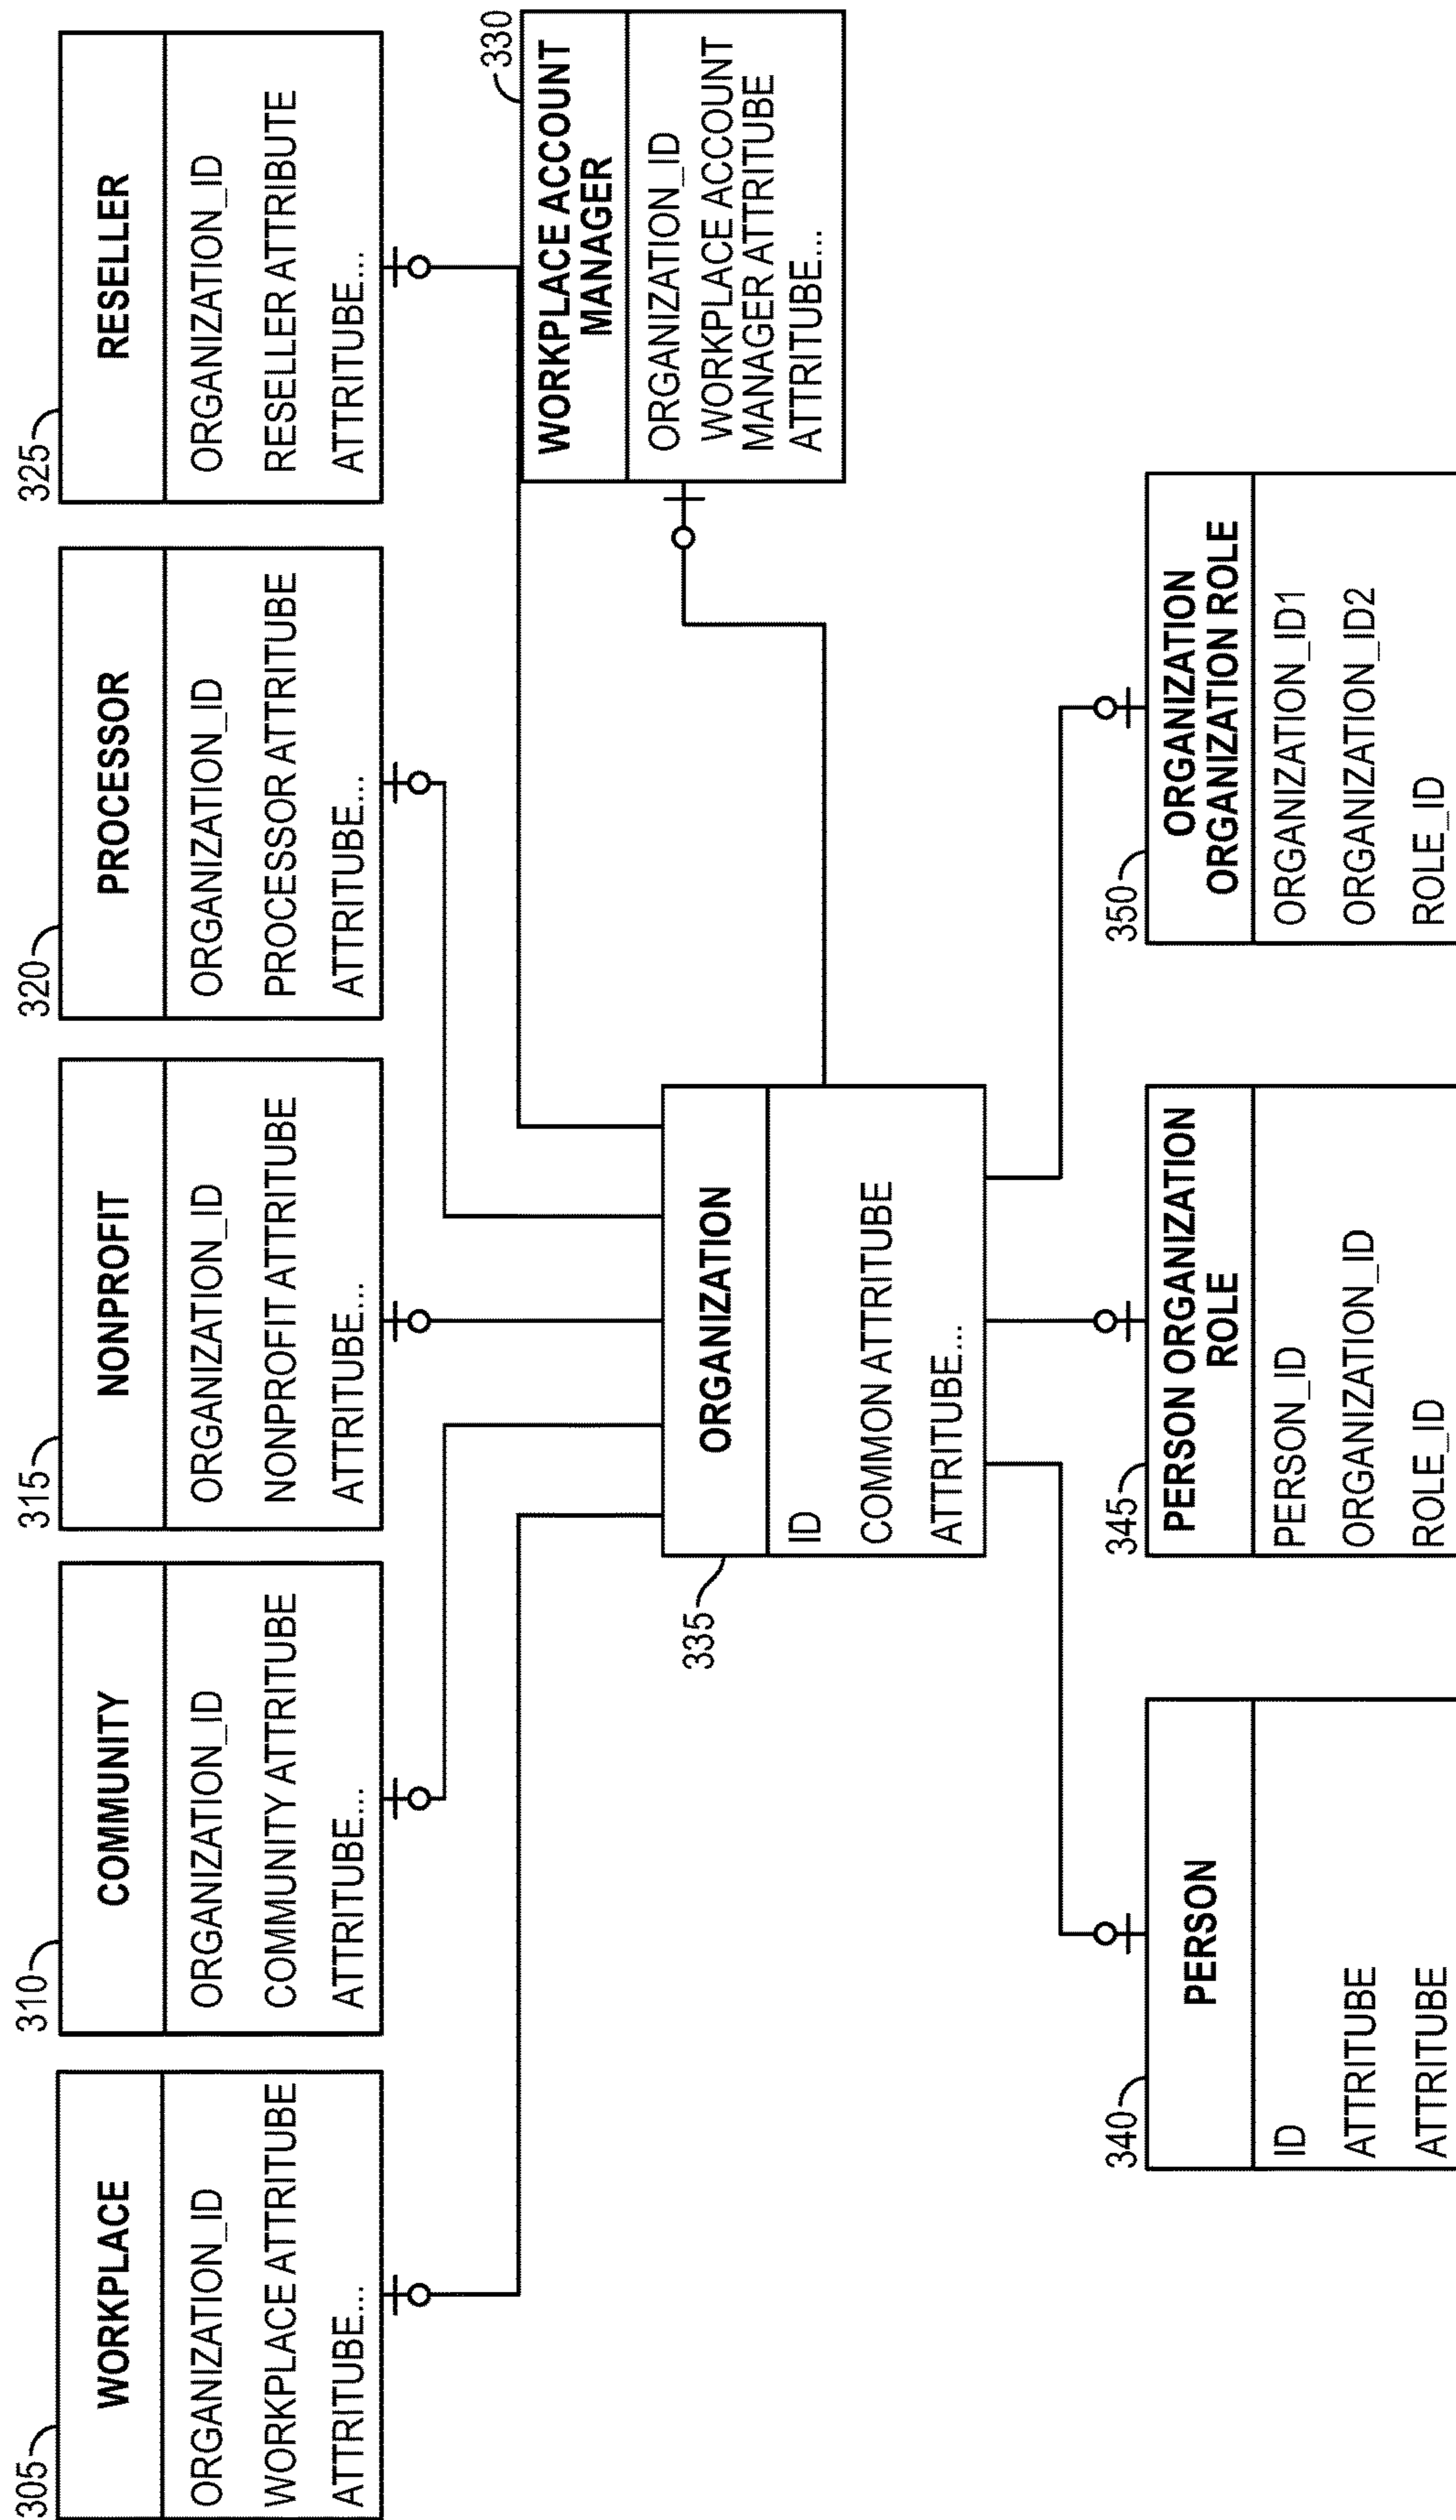 305
WORKPLACE
ORGANIZATION_ID
WORKPLACE ATTRITUBE
ATTRITUBE...
310
COMMUNITY
ORGANIZATION_ID
COMMUNITY ATTRITUBE
ATTRITUBE...
315
NONPROFIT
ORGANIZATION_ID
NONPROFIT ATTRITUBE
ATTRITUBE...
320
PROCESSOR
ORGANIZATION_ID
PROCESSOR ATTRITUBE
ATTRITUBE...
325
RESELLER
ORGANIZATION_ID
RESELLER ATTRIBUTE
ATTRITUBE...
330
WORKPLACE ACCOUNT
MANAGER
ORGANIZATION_ID
WORKPLACE ACCOUNT
MANAGER ATTRITUBE
ATTRITUBE...
335
ORGANIZATION
ID
COMMON ATTRITUBE
ATTRITUBE...
340
PERSON
ID
ATTRITUBE
ATTRITUBE
345
PERSON ORGANIZATION
ROLE
PERSON_ID
ORGANIZATION_ID
ROLE_ID
350
ORGANIZATION
ORGANIZATION ROLE
ORGANIZATION_ID1
ORGANIZATION_ID2
ROLE_ID